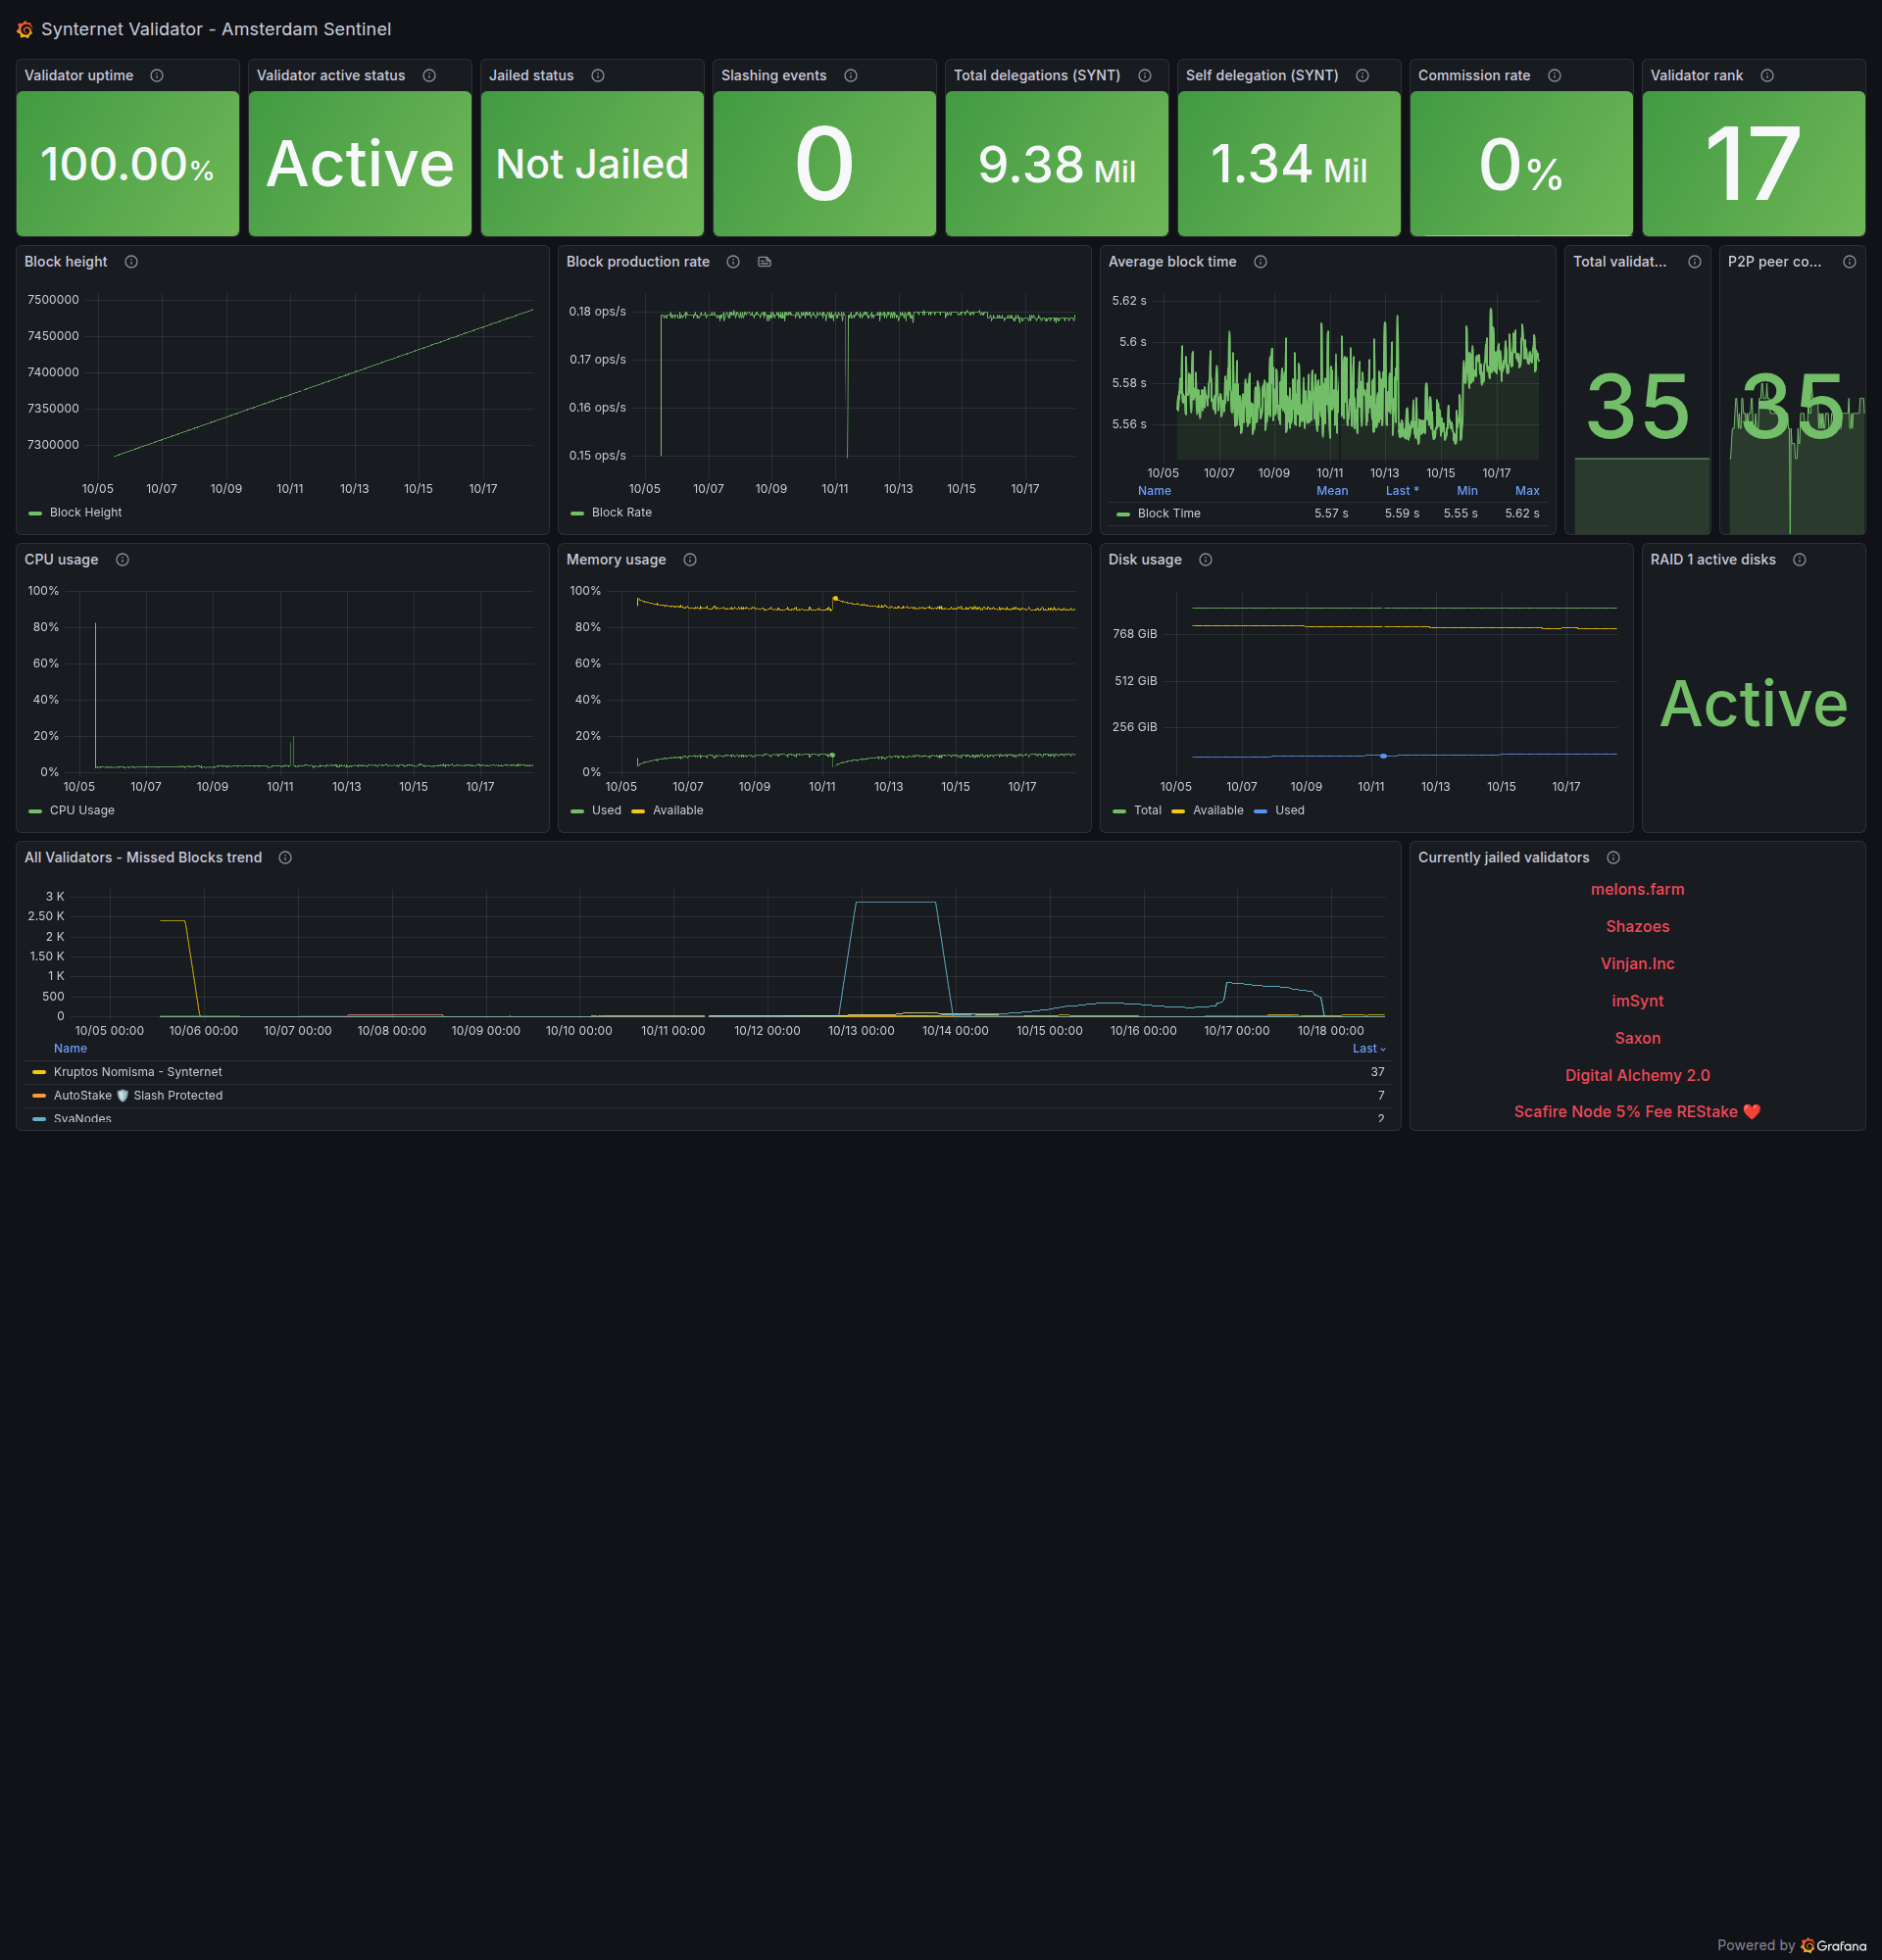 Synternet Validator - Amsterdam Sentinel
Validator uptime
100.00%
Validator active status
Active
Jailed status
Not Jailed
Slashing events
0
Total delegations (SYNT)
9.38 Mil
Self delegation (SYNT)
1.34 Mil
Commission rate
0%
Validator rank
17
Block height
7500000
7450000
7400000
7350000
7300000
10/05 10/07 10/09 10/11 10/13 10/15 10/17
Block Height
Block production rate
0.18 ops/s
0.17 ops/s
0.16 ops/s
0.15 ops/s
10/05 10/07 10/09 10/11 10/13 10/15 10/17
Block Rate
Average block time
5.62 s
5.6 s
5.58 s
5.56 s
10/05 10/07 10/09 10/11 10/13 10/15 10/17
Name Mean Last * Min Max
Block Time 5.57 s 5.59 s 5.55 s 5.62 s
Total validat...
35
P2P peer co...
35
CPU usage
100%
80%
60%
40%
20%
0%
10/05 10/07 10/09 10/11 10/13 10/15 10/17
CPU Usage
Memory usage
100%
80%
60%
40%
20%
0%
10/05 10/07 10/09 10/11 10/13 10/15 10/17
Used Available
Disk usage
768 GiB
512 GiB
256 GiB
10/05 10/07 10/09 10/11 10/13 10/15 10/17
Total Available Used
RAID 1 active disks
Active
All Validators - Missed Blocks trend
3 K
2.50 K
2 K
1.50 K
1 K
500
0
10/05 00:00 10/06 00:00 10/07 00:00 10/08 00:00 10/09 00:00 10/10 00:00 10/11 00:00 10/12 00:00 10/13 00:00 10/14 00:00 10/15 00:00 10/16 00:00 10/17 00:00 10/18 00:00
Name Last
Kruptos Nomisma - Synternet 37
AutoStake 🛡️ Slash Protected 7
SvaNodes 2
Currently jailed validators
melons.farm
Shazoes
Vinjan.Inc
imSynt
Saxon
Digital Alchemy 2.0
Scafire Node 5% Fee REStake ❤️
Powered by Grafana